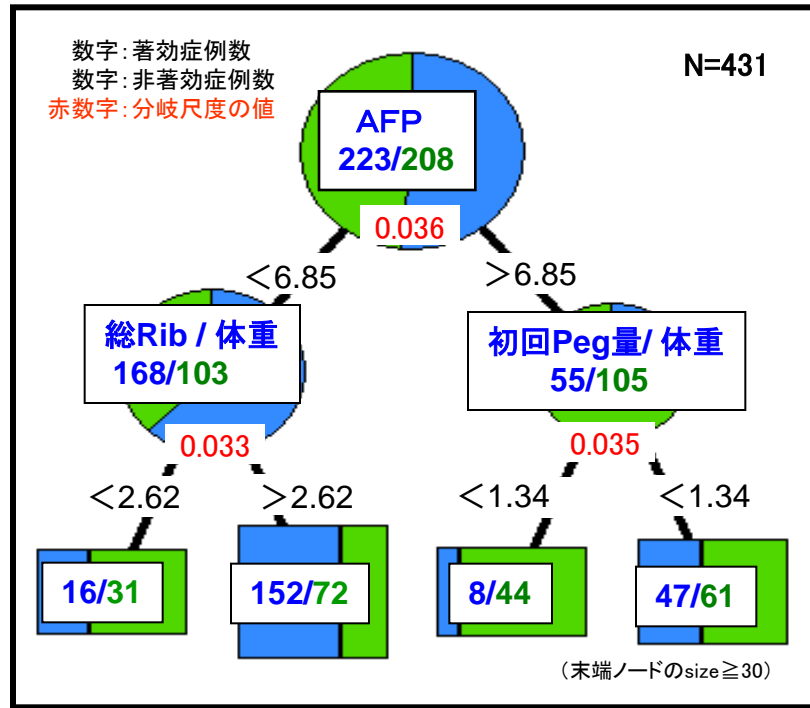 数字：著効症例数
数字：非著効症例数
赤数字：分岐尺度の値
N=431
AFP
223/208
0.036
＜6.85
＞6.85
総Rib / 体重
168/103
0.033
初回Peg量/ 体重
55/105
0.035
＜2.62
＞2.62
＜1.34
＜1.34
16/31
152/72
8/44
47/61
（末端ノードのsize≧30）